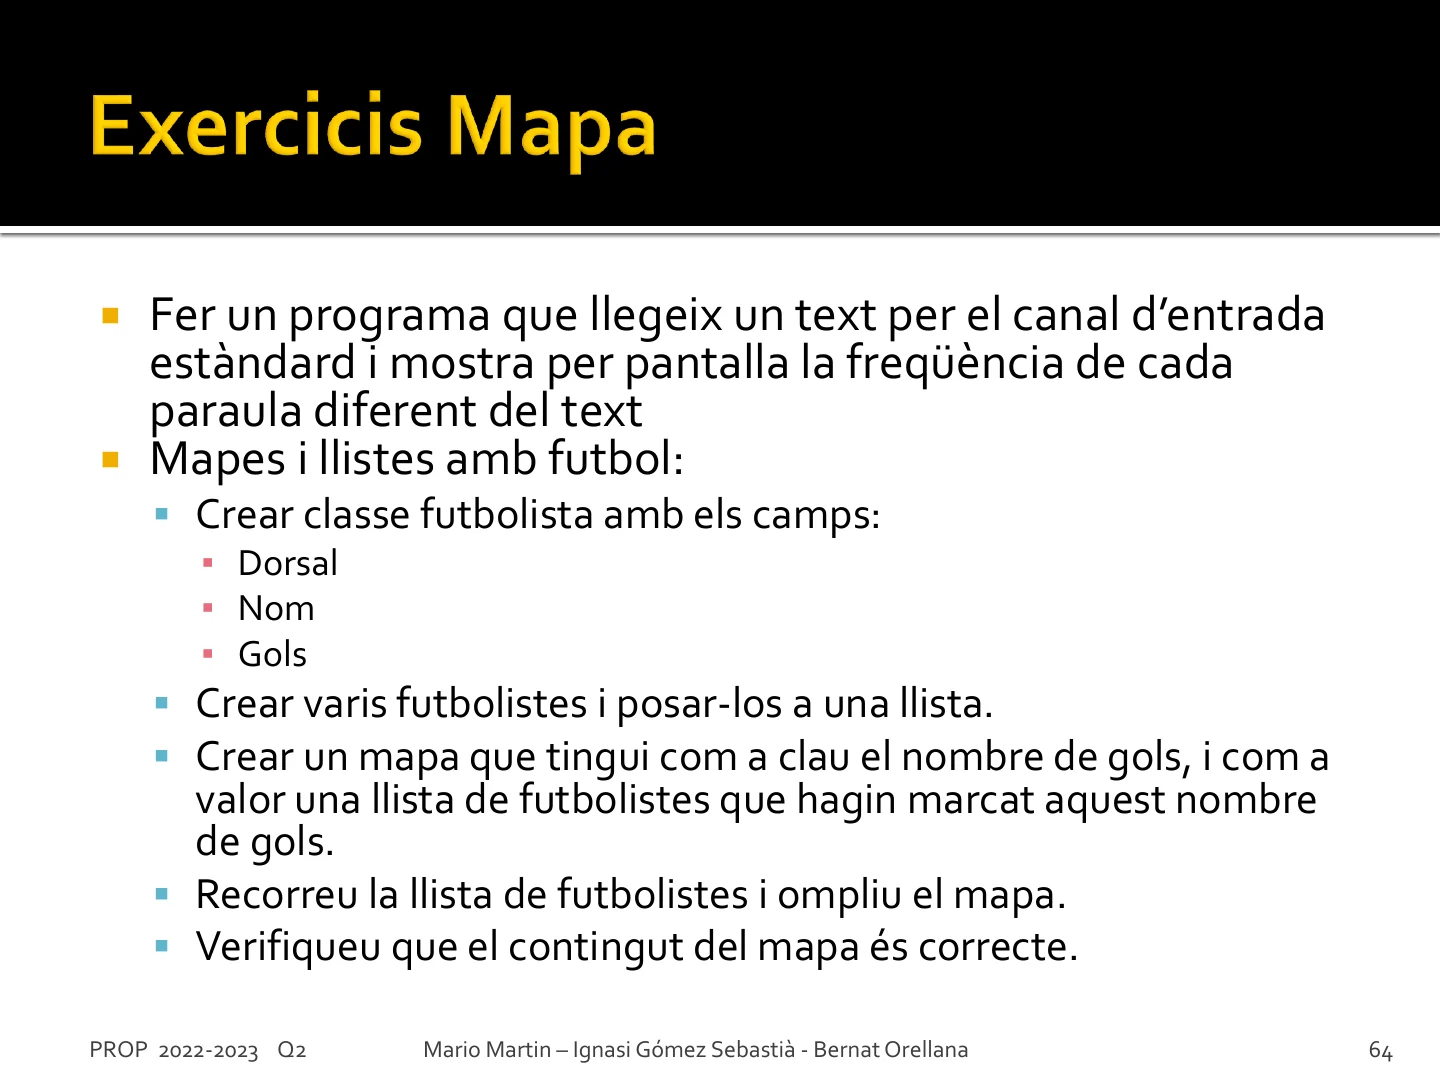 Exercicis Mapa
Fer un programa que llegeix un text per el canal d’entrada
estàndard i mostra per pantalla la freqüència de cada
paraula diferent del text
Mapes i llistes amb futbol:
Crear classe futbolista amb els camps:
Dorsal
Nom
Gols
Crear varis futbolistes i posar-los a una llista.
Crear un mapa que tingui com a clau el nombre de gols, i com a
valor una llista de futbolistes que hagin marcat aquest nombre
de gols.
Recorreu la llista de futbolistes i ompliu el mapa.
Verifiqueu que el contingut del mapa és correcte.
PROP 2022-2023 Q2 Mario Martin – Ignasi Gómez Sebastià - Bernat Orellana 64